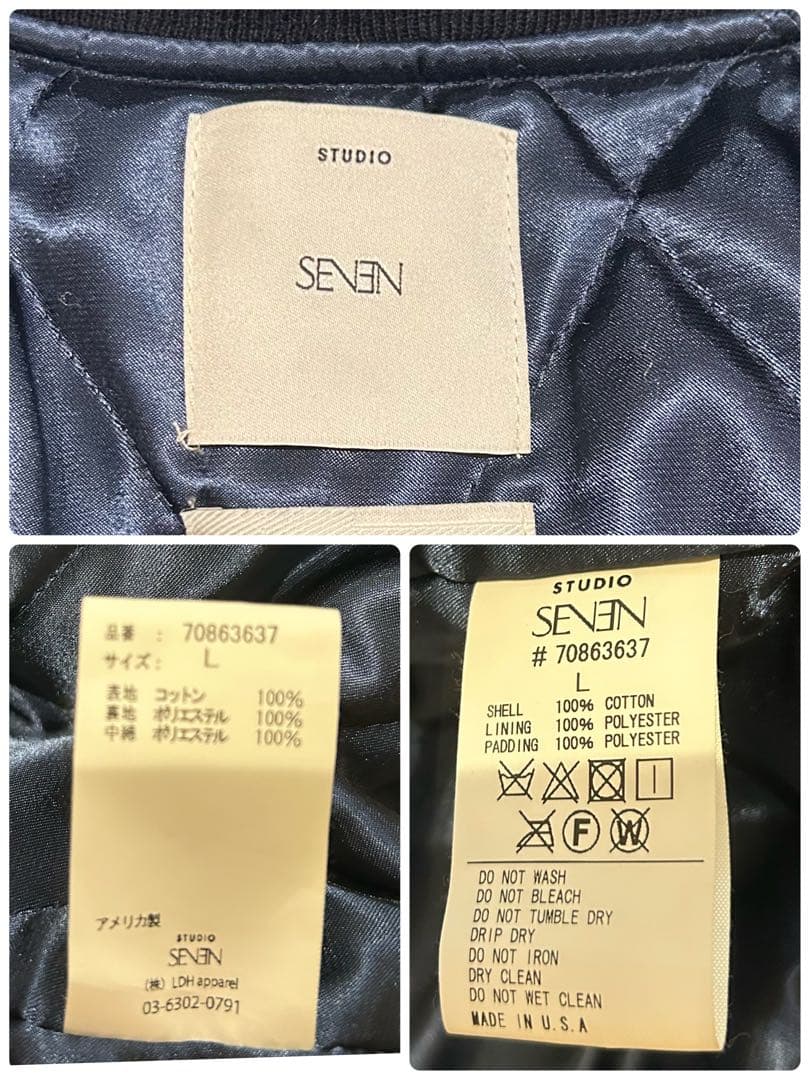 STUDIO
SEVEN
品番 : 70863637
サイズ: L
表地 コットン 100%
裏地 ポリエステル 100%
中綿 ポリエステル 100%
アメリカ製
STUDIO
SEVEN
(株) LDH apparel
03-6302-0791
STUDIO
SEVEN
# 70863637
L
SHELL 100% COTTON
LINING 100% POLYESTER
PADDING 100% POLYESTER
F
W
DO NOT WASH
DO NOT BLEACH
DO NOT TUMBLE DRY
DRIP DRY
DO NOT IRON
DRY CLEAN
DO NOT WET CLEAN
MADE IN U.S.A